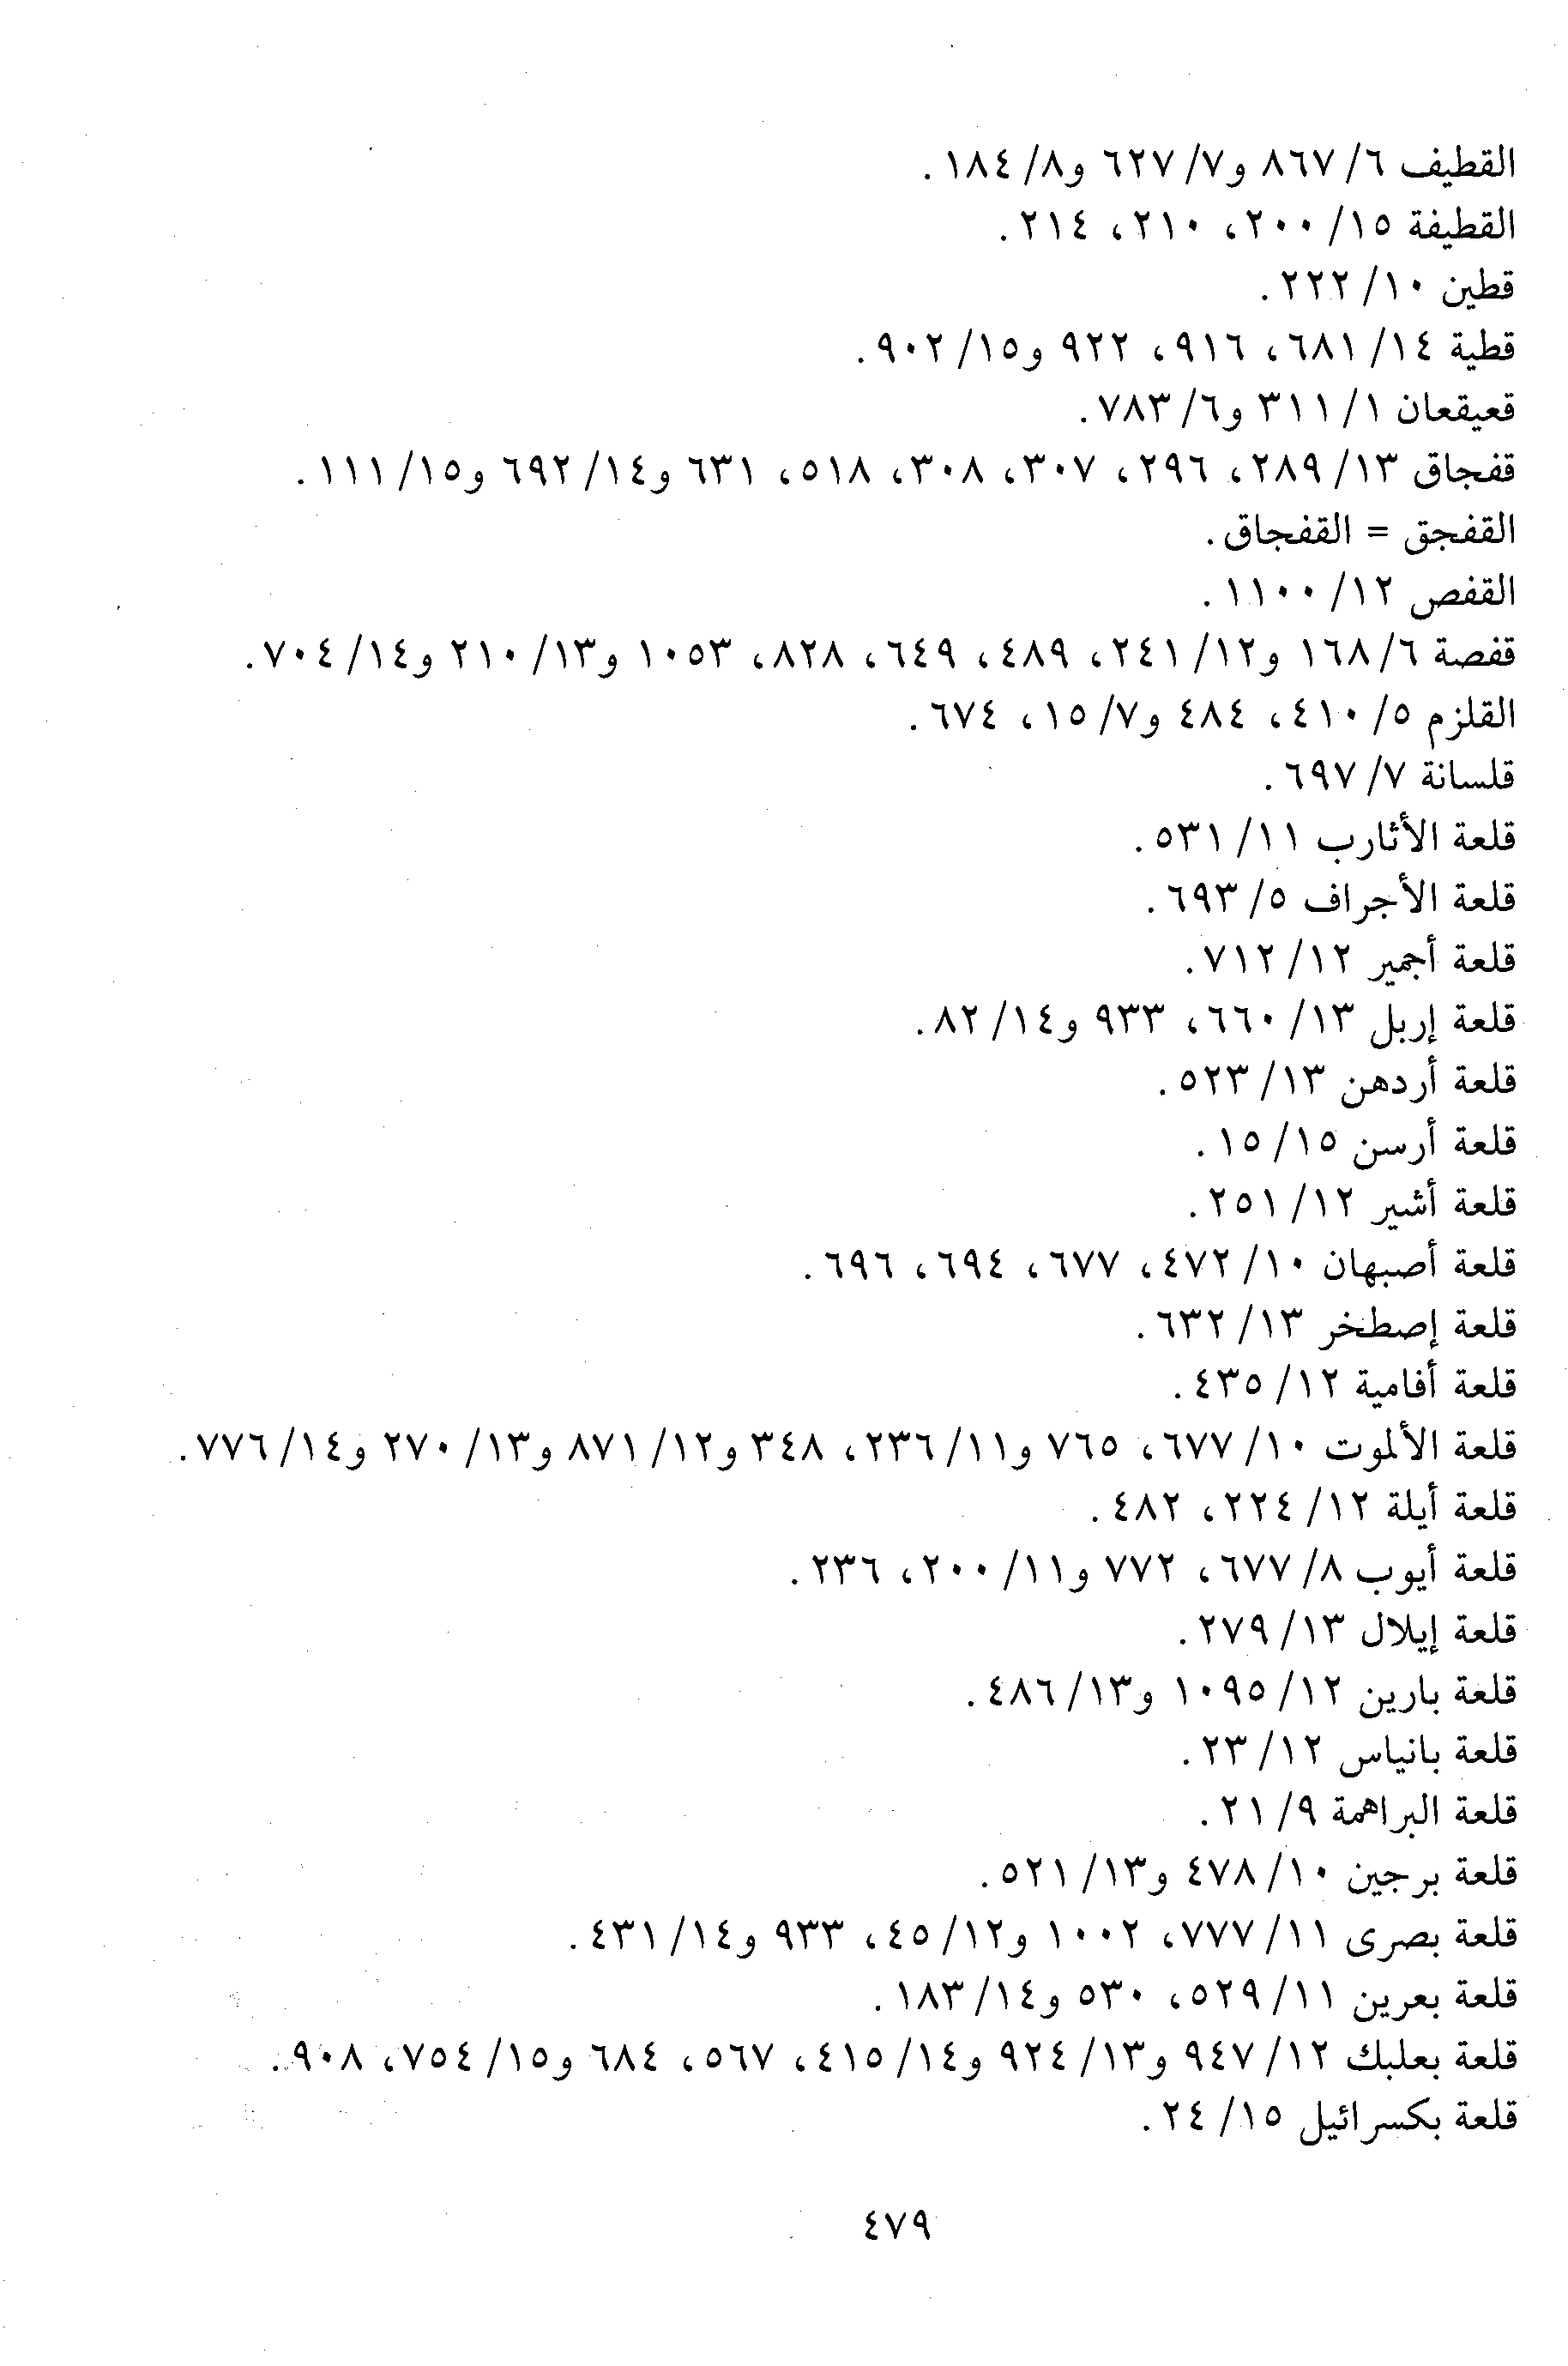 القطيف ٦/ ٨٦٧ و٧/ ٦٢٧ و٨/ ١٨٤.
القطيفة ١٥/ ٢٠٠، ٢١٠، ٢١٤.
قطين ١٠/ ٢٢٢.
قطية ١٤/ ٦٨١، ٩١٦، ٩٢٢ و١٥/ ٩٠٢.
قعيقعان ١/ ٣١١ و٦/ ٧٨٣.
قفجاق ١٣/ ٢٨٩، ٢٩٦، ٣٠٧، ٣٠٨، ٥١٨، ٦٣١ و١٤/ ٦٩٢ و١٥/ ١١١.
القفجق = القفجاق.
القفص ١٢/ ١١٠٠.
قفصة ٦/ ١٦٨ و١٢/ ٢٤١، ٤٨٩، ٦٤٩، ٨٢٨، ١٠٥٣ و١٣/ ٢١٠ و١٤/ ٧٠٤.
القلزم ٥/ ٤١٠، ٤٨٤ و٧/ ١٥، ٦٧٤.
قلسانة ٧/ ٦٩٧.
قلعة الأثارب ١١/ ٥٣١.
قلعة الأجراف ٥/ ٦٩٣.
قلعة أجمير ١٢/ ٧١٢.
قلعة إربل ١٣/ ٦٦٠، ٩٣٣ و١٤/ ٨٢.
قلعة أردهن ١٣/ ٥٢٣.
قلعة أرسن ١٥/ ١٥.
قلعة أشير ١٢/ ٢٥١.
قلعة أصبهان ١٠/ ٤٧٢، ٦٧٧، ٦٩٤، ٦٩٦.
قلعة إصطخر ١٣/ ٦٣٢.
قلعة أفامية ١٢/ ٤٣٥.
قلعة الألموت ١٠/ ٦٧٧، ٧٦٥ و١١/ ٢٣٦، ٣٤٨ و١٢/ ٨٧١ و١٣/ ٢٧٠ و١٤/ ٧٧٦.
قلعة أيلة ١٢/ ٢٢٤، ٤٨٢.
قلعة أيوب ٨/ ٦٧٧، ٧٧٢ و١١/ ٢٠٠، ٢٣٦.
قلعة إيلال ١٣/ ٢٧٩.
قلعة بارين ١٢/ ١٠٩٥ و١٣/ ٤٨٦.
قلعة بانياس ١٢/ ٢٣.
قلعة البراهمة ٩/ ٢١.
قلعة برجين ١٠/ ٤٧٨ و١٣/ ٥٢١.
قلعة بصرى ١١/ ٧٧٧، ١٠٠٢ و١٢/ ٤٥، ٩٣٣ و١٤/ ٤٣١.
قلعة بعرين ١١/ ٥٢٩، ٥٣٠ و١٤/ ١٨٣.
قلعة بعلبك ١٢/ ٩٤٧ و١٣/ ٩٢٤ و١٤/ ٤١٥، ٥٦٧، ٦٨٤ و١٥/ ٧٥٤، ٩٠٨.
قلعة بكسرائيل ١٥/ ٢٤.
٤٧٩